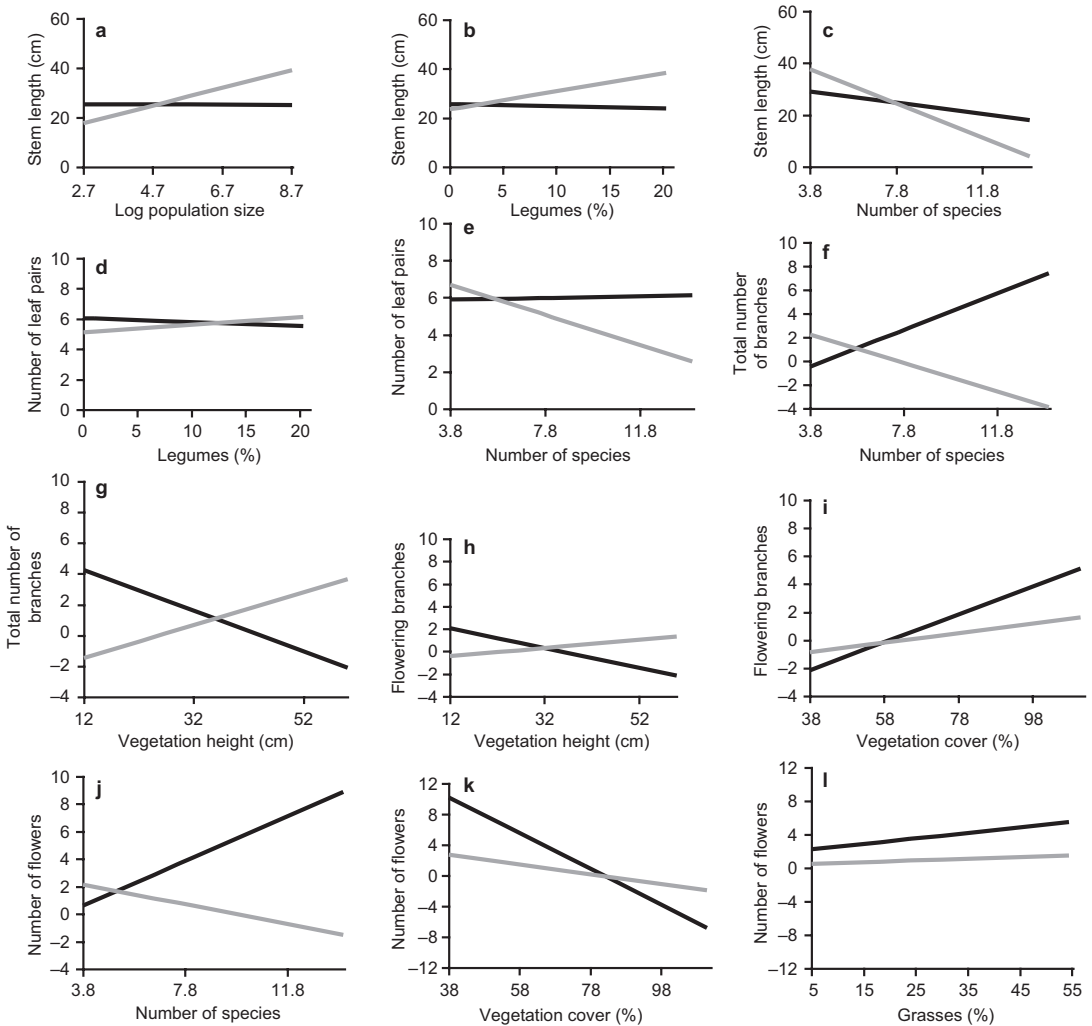 a
Stem length (cm)
60
40
20
0
2.7 4.7 6.7 8.7
Log population size
b
Stem length (cm)
60
40
20
0
0 5 10 15 20
Legumes (%)
c
Stem length (cm)
60
40
20
0
3.8 7.8 11.8
Number of species
d
Number of leaf pairs
10
8
6
4
2
0
0 5 10 15 20
Legumes (%)
e
Number of leaf pairs
10
8
6
4
2
0
3.8 7.8 11.8
Number of species
f
Total number
of branches
10
8
6
4
2
0
–2
–4
3.8 7.8 11.8
Number of species
g
Total number of
branches
10
8
6
4
2
0
–2
–4
12 32 52
Vegetation height (cm)
h
Flowering branches
10
8
6
4
2
0
–2
–4
12 32 52
Vegetation height (cm)
i
Flowering branches
10
8
6
4
2
0
–2
–4
38 58 78 98
Vegetation cover (%)
j
Number of flowers
10
8
6
4
2
0
–2
–4
3.8 7.8 11.8
Number of species
k
Number of flowers
12
8
4
0
–4
–8
–12
38 58 78 98
Vegetation cover (%)
l
Number of flowers
12
8
4
0
–4
–8
–12
5 15 25 35 45 55
Grasses (%)